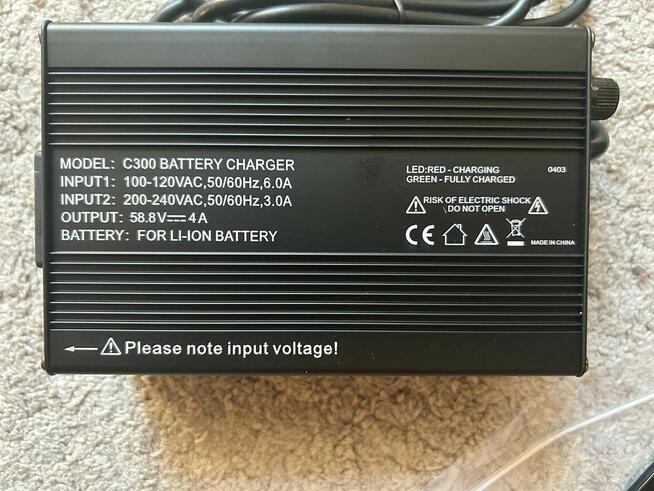 MODEL: C300 BATTERY CHARGER
INPUT1: 100-120VAC,50/60Hz,6.0A
INPUT2: 200-240VAC,50/60Hz,3.0A
OUTPUT: 58.8V⎓4A
BATTERY: FOR LI-ION BATTERY
LED:RED - CHARGING 0403
GREEN - FULLY CHARGED
RISK OF ELECTRIC SHOCK
DO NOT OPEN
CE
MADE IN CHINA
Please note input voltage!